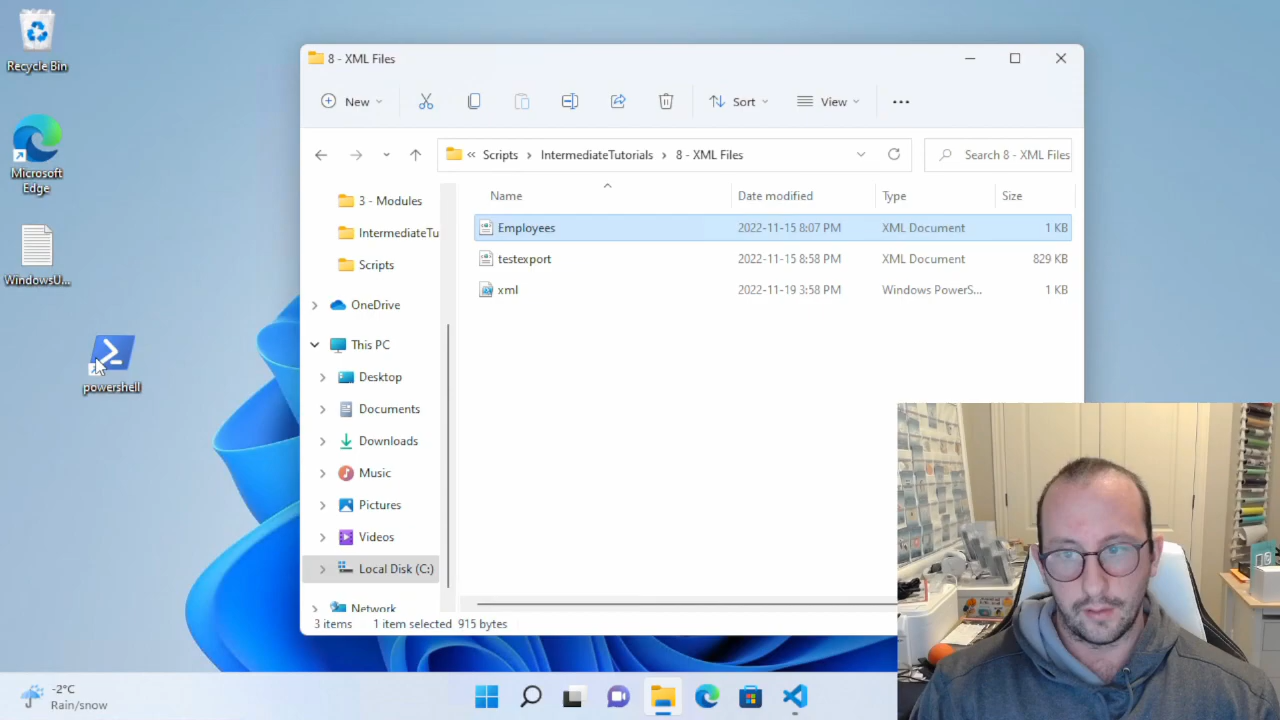 Recycle Bin
Microsoft
Edge
WindowsU...
powershell
8 - XML Files
New
Sort
View
« Scripts > IntermediateTutorials > 8 - XML Files
Search 8 - XML Files
3 - Modules
IntermediateTu
Scripts
OneDrive
This PC
Desktop
Documents
Downloads
Music
Pictures
Videos
Local Disk (C:)
Network
Name Date modified Type Size
Employees 2022-11-15 8:07 PM XML Document 1 KB
testexport 2022-11-15 8:58 PM XML Document 829 KB
xml 2022-11-19 3:58 PM Windows PowerS... 1 KB
3 items 1 item selected 915 bytes
-2°C
Rain/snow